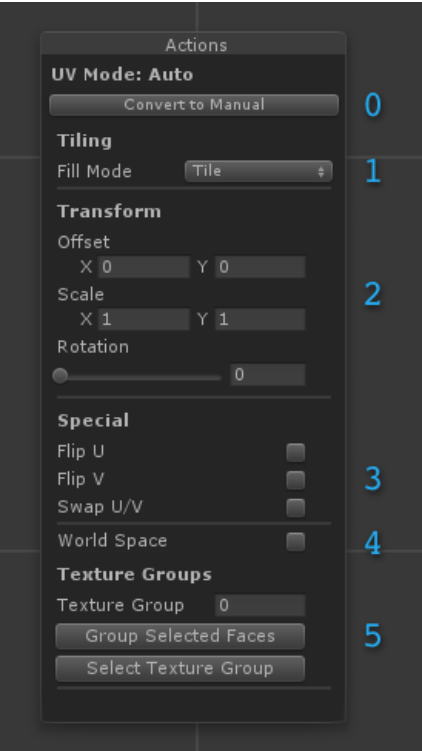 Actions
UV Mode: Auto
Convert to Manual 0
Tiling
Fill Mode Tile 1
Transform
Offset
X 0 Y 0
2
Scale
X 1 Y 1
Rotation
0
Special
Flip U
Flip V 3
Swap U/V
World Space 4
Texture Groups
Texture Group 0
Group Selected Faces 5
Select Texture Group